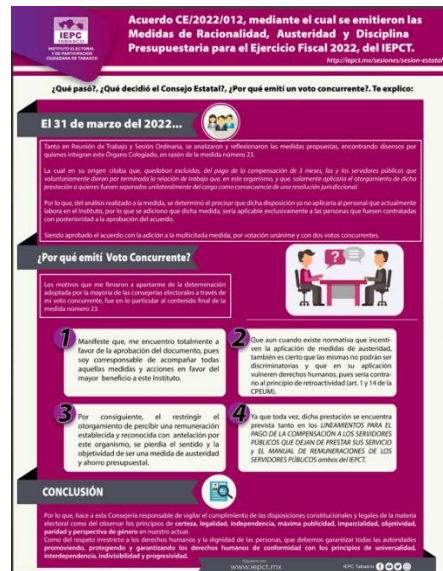 IEPC
TABASCO
INSTITUTO ELECTORAL
Y DE PARTICIPACIÓN
CIUDADANA DE TABASCO
Acuerdo CE/2022/012, mediante el cual se emitieron las
Medidas de Racionalidad, Austeridad y Disciplina
Presupuestaria para el Ejercicio Fiscal 2022, del IEPCT.
http://iepct.mx/sesiones/sesion-estatal
¿Qué pasó?, ¿Qué decidió el Consejo Estatal?, ¿Por qué emití un voto concurrente?. Te explico:
El 31 de marzo del 2022...
Tanto en Reunión de Trabajo y Sesión Ordinaria, se analizaron y reflexionaron las medidas propuestas, encontrando disensos por
quienes integran este Órgano Colegiado, en razón de la medida número 23.
La cual en su origen citaba que, quedaban excluidas, del pago de la compensación de 3 meses, las y los servidores públicos que
voluntariamente dieran por terminada la relación de trabajo que, en este organismo, y que, solamente aplicaría el otorgamiento de dicha
prestación a quienes fuesen separados unilateralmente del cargo como consecuencia de una resolución jurisdiccional.
Por lo que, del análisis realizado a la medida, se determinó el precisar que dicha disposición ya no aplicaría al personal que actualmente
labora en el Instituto, por lo que se adiciono que dicha medida, sería aplicable exclusivamente a las personas que fuesen contratadas
con posterioridad a la aprobación del acuerdo.
Siendo aprobado el acuerdo con la adición a la multicitada medida, por votación unánime y con dos votos concurrentes.
¿Por qué emití Voto Concurrente?
Los motivos que me llevaron a apartarme de la determinación
adoptada por la mayoría de las consejerías electorales a través de
mi voto concurrente, fue en lo particular al contenido final de la
medida número 23.
1
Manifeste que, me encuentro totalmente a
favor de la aprobación del documento, pues
soy corresponsable de acompañar todas
aquellas medidas y acciones en favor del
mayor beneficio a este Instituto.
2
Que aun cuando existe normativa que incenti-
ven la aplicación de medidas de austeridad,
también es cierto que las mismas no podrán ser
discriminatorias y que en su aplicación
vulneren derechos humanos, pues sería contra-
rio al principio de retroactividad (art. 1 y 14 de la
CPEUM).
3
Por consiguiente, el restringir el
otorgamiento de percibir una remuneración
establecida y reconocida con antelación por
este organismo, se pierdia el sentido y la
objetividad de ser una medida de austeridad
y ahorro presupuestal.
4
Ya que toda vez, dicha prestación se encuentra
prevista tanto en los LINEAMIENTOS PARA EL
PAGO DE LA COMPENSACIÓN A LOS SERVIDORES
PÚBLICOS QUE DEJAN DE PRESTAR SUS SERVICIO
y EL MANUAL DE REMUNERACIONES DE LOS
SERVIDORES PÚBLICOS ambos del IEPCT.
CONCLUSIÓN
Por lo que, hace a esta Consejería responsable de vigilar el cumplimiento de las disposiciones constitucionales y legales de la materia
electoral como del observar los principios de certeza, legalidad, independencia, máxima publicidad, imparcialidad, objetividad,
paridad y perspectiva de género en nuestro actuar.
Como del respeto irrestricto a los derechos humanos y la dignidad de las personas, que debemos garantizar todas las autoridades
promoviendo, protegiendo y garantizando los derechos humanos de conformidad con los principios de universalidad,
interdependencia, indivisibilidad y progresividad.
www.iepct.mx
IEPC Tabasco